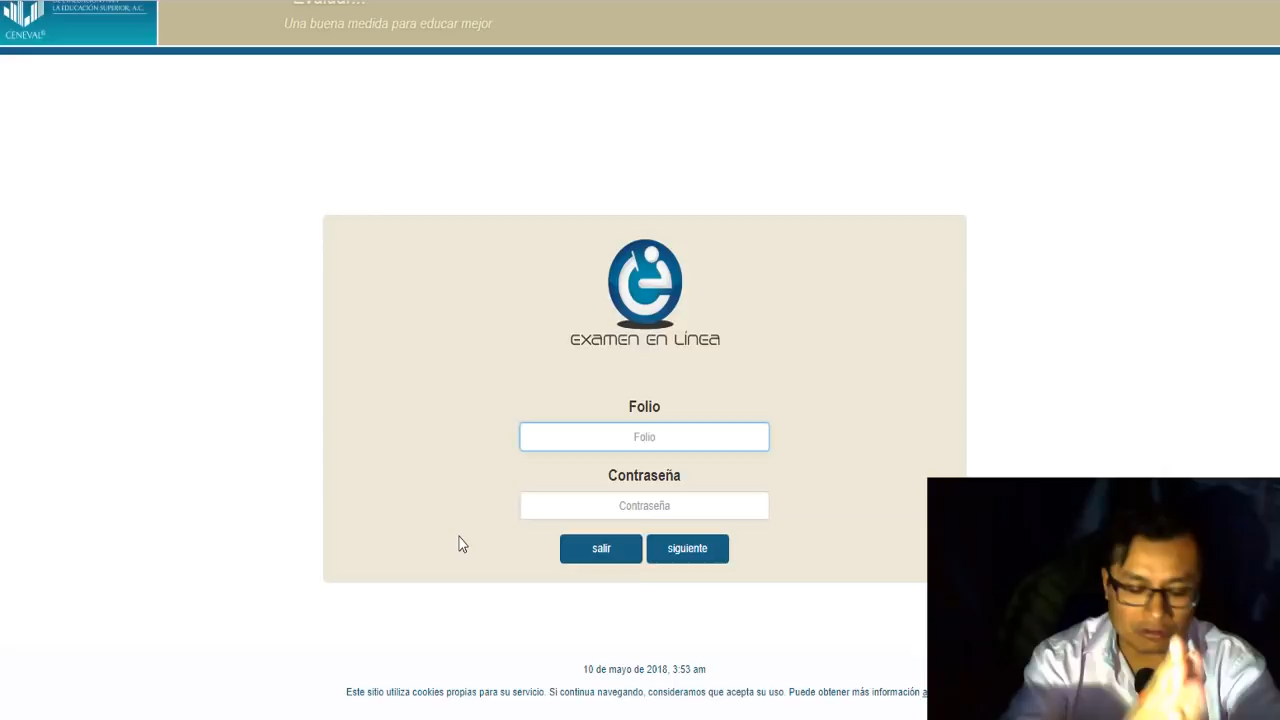 LA EDUCACIÓN SUPERIOR, A.C.
CENEVAL®
Evaluar...
Una buena medida para educar mejor
examen en línea
Folio
Folio
Contraseña
Contraseña
salir siguiente
10 de mayo de 2018, 3:53 am
Este sitio utiliza cookies propias para su servicio. Si continua navegando, consideramos que acepta su uso. Puede obtener más información